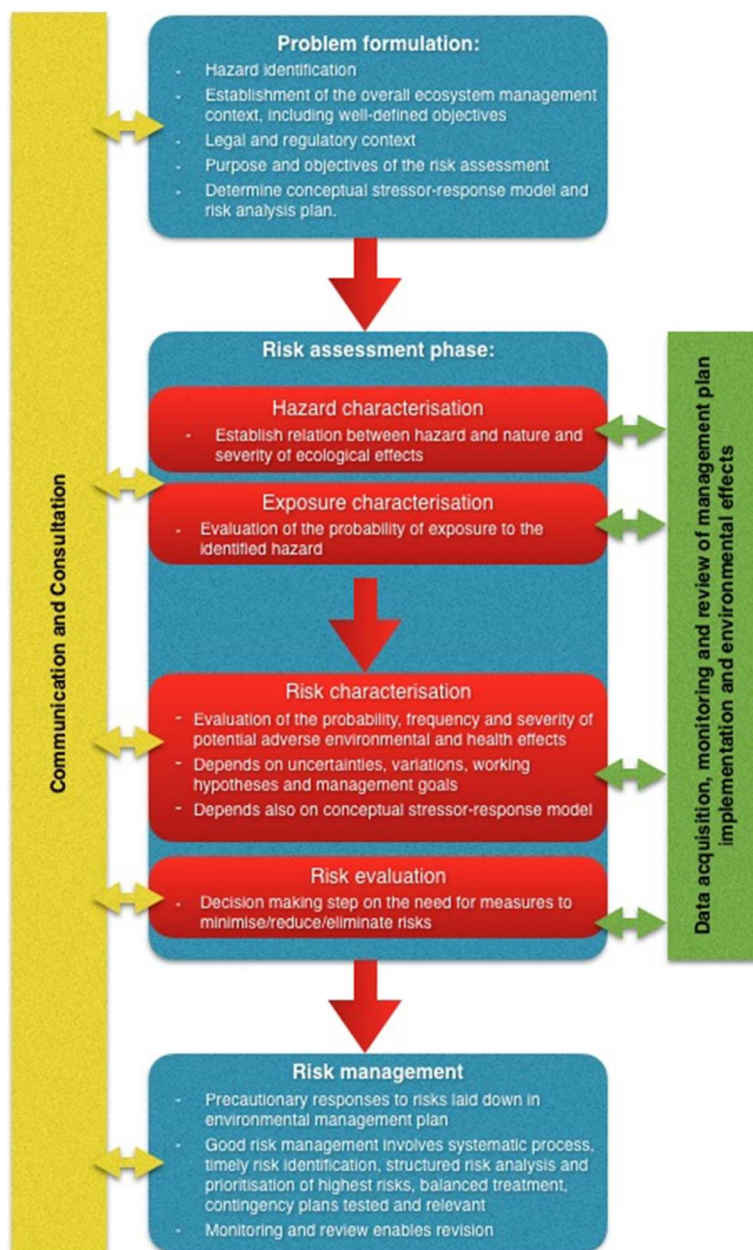 Problem formulation:
- Hazard identification
- Establishment of the overall ecosystem management
context, including well-defined objectives
- Legal and regulatory context
- Purpose and objectives of the risk assessment
- Determine conceptual stressor-response model and
risk analysis plan.
Communication and Consultation
Risk assessment phase:
Hazard characterisation
- Establish relation between hazard and nature and
severity of ecological effects
Exposure characterisation
- Evaluation of the probability of exposure to the
identified hazard
Risk characterisation
- Evaluation of the probability, frequency and severity of
potential adverse environmental and health effects
- Depends on uncertainties, variations, working
hypotheses and management goals
- Depends also on conceptual stressor-response model
Risk evaluation
- Decision making step on the need for measures to
minimise/reduce/eliminate risks
Data acquisition, monitoring and review of management plan
implementation and environmental effects
Risk management
- Precautionary responses to risks laid down in
environmental management plan
- Good risk management involves systematic process,
timely risk identification, structured risk analysis and
prioritisation of highest risks, balanced treatment,
contingency plans tested and relevant
- Monitoring and review enables revision